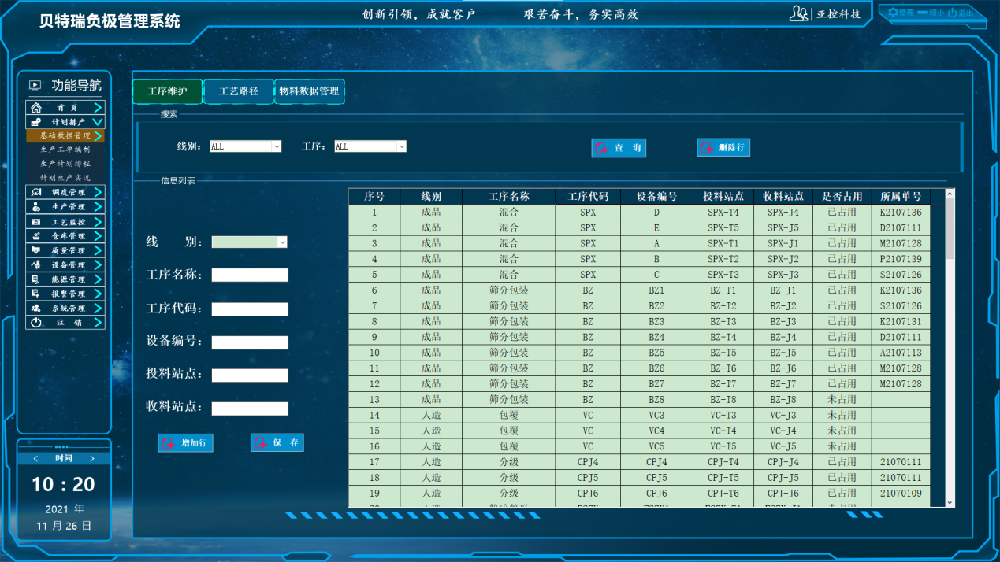 贝特瑞负极管理系统
创新引领，成就客户 艰苦奋斗，务实高效
亚控科技
管理 缩小 退出
功能导航
首 页
计划排产
基础数据管理
生产工单编制
生产计划排程
计划生产实况
调度管理
生产管理
工艺监控
仓库管理
质量管理
设备管理
能源管理
报警管理
系统管理
注 销
< 时间 >
10 : 20
2021 年
11 月 26 日
工序维护 工艺路径 物料数据管理
搜索
线别： ALL 工序： ALL 查 询 删除行
信息列表
线 别：
工序名称：
工序代码：
设备编号：
投料站点：
收料站点：
增加行 保 存
序号 线别 工序名称 工序代码 设备编号 投料站点 收料站点 是否占用 所属单号
1 成品 混合 SPX D SPX-T4 SPX-J4 已占用 K2107136
2 成品 混合 SPX E SPX-T5 SPX-J5 已占用 D2107111
3 成品 混合 SPX A SPX-T1 SPX-J1 已占用 M2107128
4 成品 混合 SPX B SPX-T2 SPX-J2 已占用 P2107139
5 成品 混合 SPX C SPX-T3 SPX-J3 已占用 S2107126
6 成品 筛分包装 BZ BZ1 BZ-T1 BZ-J1 已占用 K2107136
7 成品 筛分包装 BZ BZ2 BZ-T2 BZ-J2 已占用 S2107126
8 成品 筛分包装 BZ BZ3 BZ-T3 BZ-J3 已占用 K2107131
9 成品 筛分包装 BZ BZ4 BZ-T4 BZ-J4 已占用 D2107111
10 成品 筛分包装 BZ BZ5 BZ-T5 BZ-J5 已占用 A2107113
11 成品 筛分包装 BZ BZ6 BZ-T6 BZ-J6 已占用 M2107128
12 成品 筛分包装 BZ BZ7 BZ-T7 BZ-J7 已占用 M2107128
13 成品 筛分包装 BZ BZ8 BZ-T8 BZ-J8 未占用
14 人造 包覆 VC VC3 VC-T3 VC-J3 未占用
15 人造 包覆 VC VC4 VC-T4 VC-J4 未占用
16 人造 包覆 VC VC5 VC-T5 VC-J5 未占用
17 人造 分级 CPJ4 CPJ4 CPJ-T4 CPJ-J4 已占用 21070111
18 人造 分级 CPJ5 CPJ5 CPJ-T5 CPJ-J5 已占用 21070111
19 人造 分级 CPJ6 CPJ6 CPJ-T6 CPJ-J6 已占用 21070109